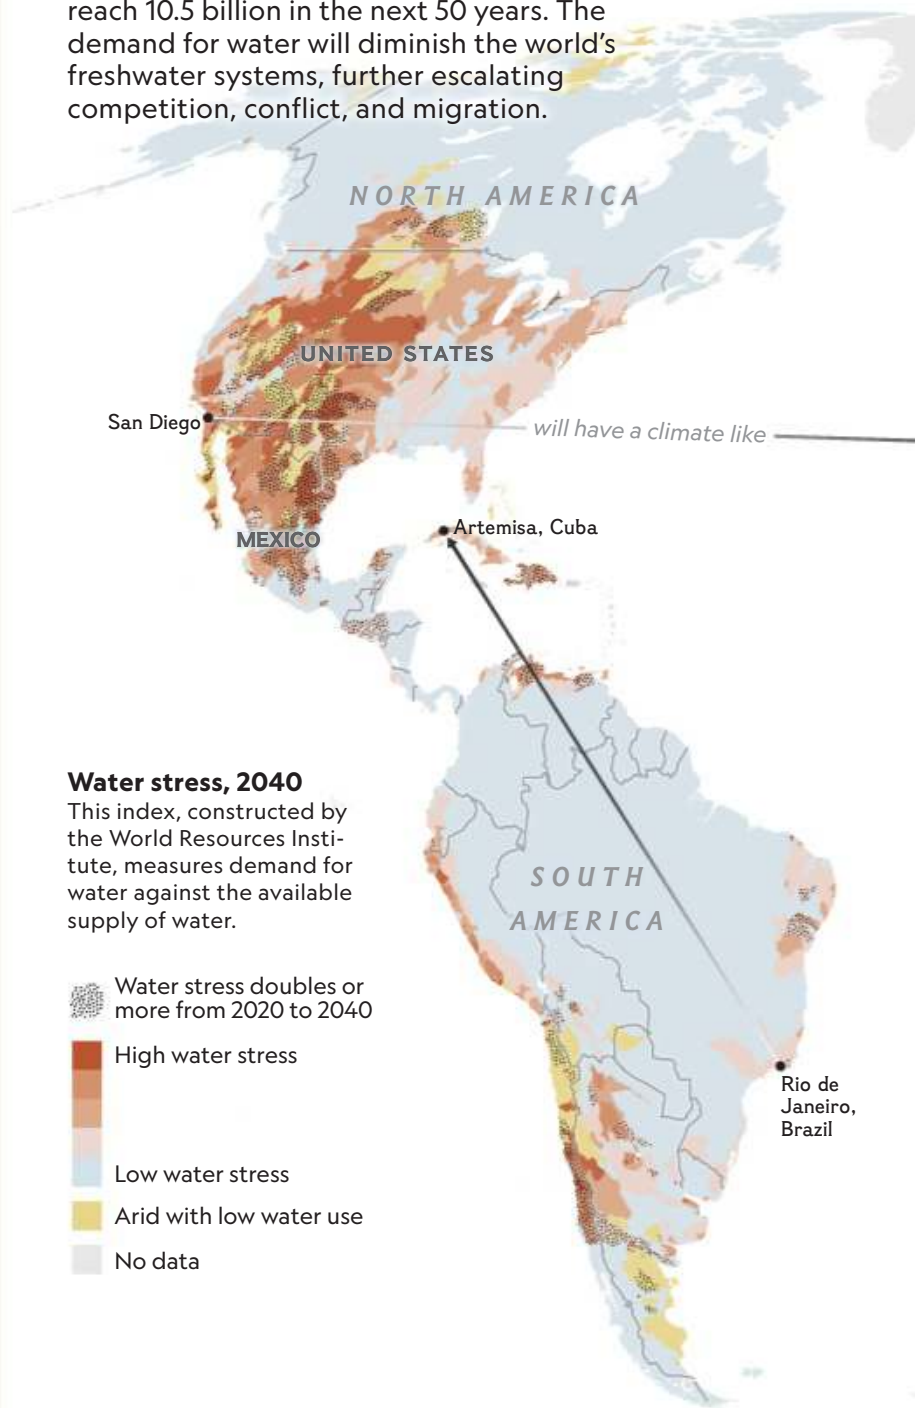 reach 10.5 billion in the next 50 years. The
demand for water will diminish the world's
freshwater systems, further escalating
competition, conflict, and migration.
NORTH AMERICA
UNITED STATES
San Diego
will have a climate like
MEXICO
Artemisa, Cuba
Water stress, 2040
This index, constructed by
the World Resources Insti-
tute, measures demand for
water against the available
supply of water.
SOUTH
AMERICA
Water stress doubles or
more from 2020 to 2040
High water stress
Low water stress
Arid with low water use
No data
Rio de
Janeiro,
Brazil